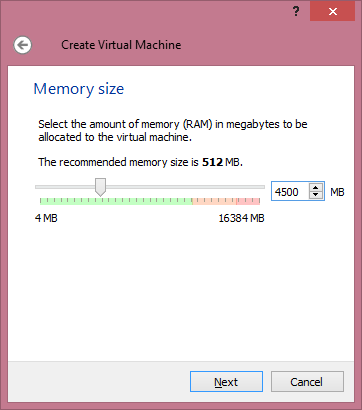 ?
Create Virtual Machine
Memory size
Select the amount of memory (RAM) in megabytes to be
allocated to the virtual machine.
The recommended memory size is 512 MB.
4500 MB
4 MB 16384 MB
Next Cancel